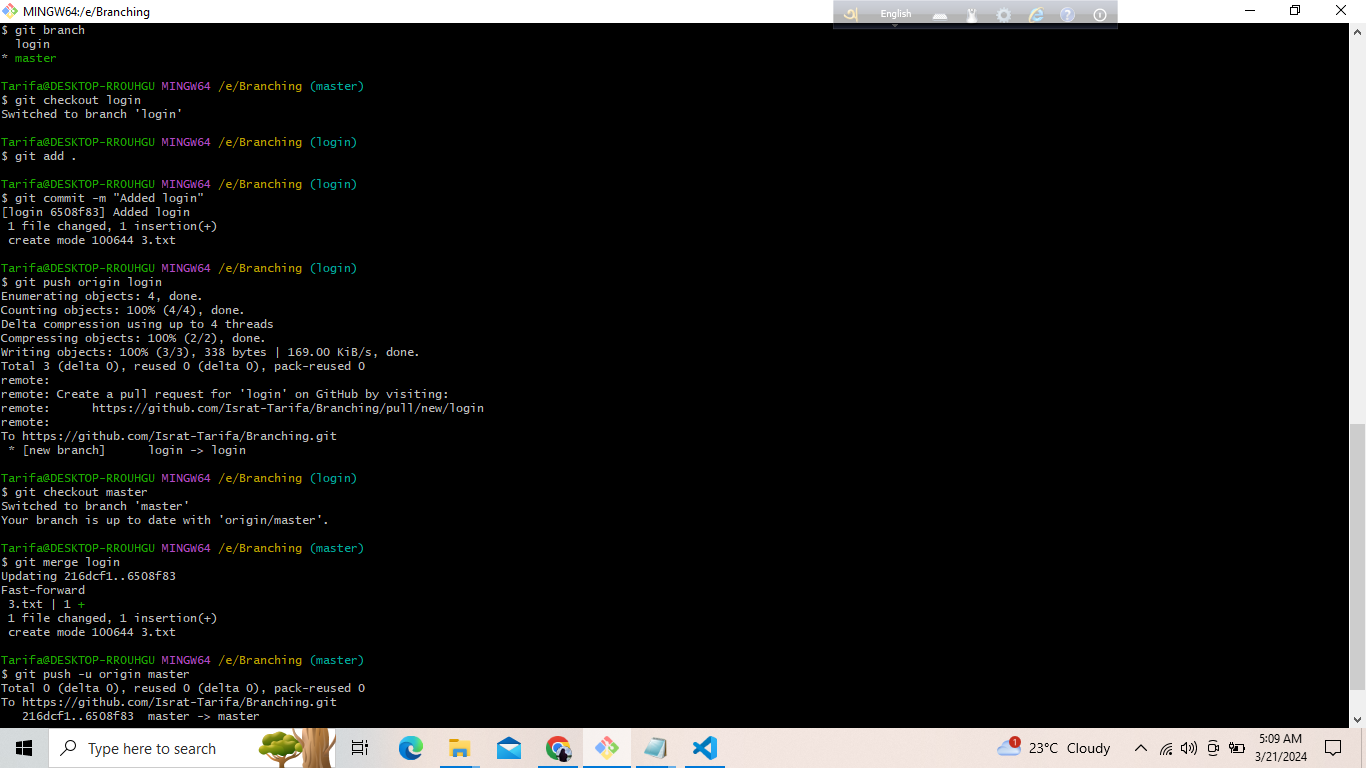 MINGW64:/e/Branching
English
$ git branch
  login
* master
Tarifa@DESKTOP-RROUHGU MINGW64 /e/Branching (master)
$ git checkout login
Switched to branch 'login'
Tarifa@DESKTOP-RROUHGU MINGW64 /e/Branching (login)
$ git add .
Tarifa@DESKTOP-RROUHGU MINGW64 /e/Branching (login)
$ git commit -m "Added login"
[login 6508f83] Added login
 1 file changed, 1 insertion(+)
 create mode 100644 3.txt
Tarifa@DESKTOP-RROUHGU MINGW64 /e/Branching (login)
$ git push origin login
Enumerating objects: 4, done.
Counting objects: 100% (4/4), done.
Delta compression using up to 4 threads
Compressing objects: 100% (2/2), done.
Writing objects: 100% (3/3), 338 bytes | 169.00 KiB/s, done.
Total 3 (delta 0), reused 0 (delta 0), pack-reused 0
remote:
remote: Create a pull request for 'login' on GitHub by visiting:
remote:      https://github.com/Israt-Tarifa/Branching/pull/new/login
remote:
To https://github.com/Israt-Tarifa/Branching.git
 * [new branch]      login -> login
Tarifa@DESKTOP-RROUHGU MINGW64 /e/Branching (login)
$ git checkout master
Switched to branch 'master'
Your branch is up to date with 'origin/master'.
Tarifa@DESKTOP-RROUHGU MINGW64 /e/Branching (master)
$ git merge login
Updating 216dcf1..6508f83
Fast-forward
 3.txt | 1 +
 1 file changed, 1 insertion(+)
 create mode 100644 3.txt
Tarifa@DESKTOP-RROUHGU MINGW64 /e/Branching (master)
$ git push -u origin master
Total 0 (delta 0), reused 0 (delta 0), pack-reused 0
To https://github.com/Israt-Tarifa/Branching.git
   216dcf1..6508f83  master -> master
Type here to search
1
23°C Cloudy
5:09 AM
3/21/2024